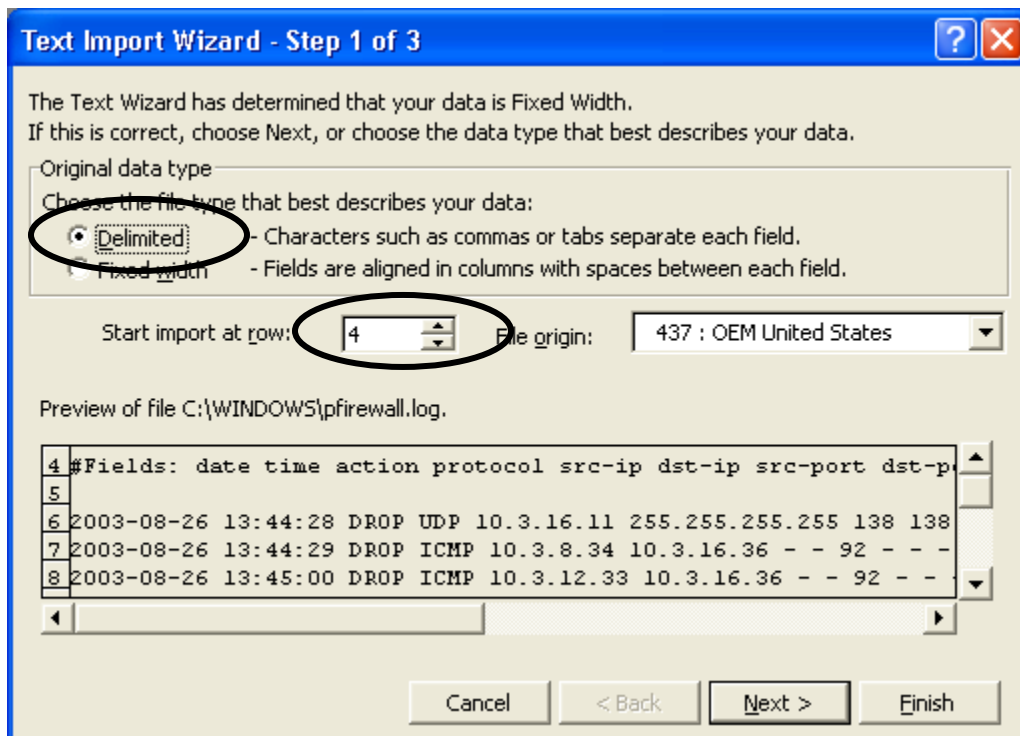 Text Import Wizard - Step 1 of 3
The Text Wizard has determined that your data is Fixed Width.
If this is correct, choose Next, or choose the data type that best describes your data.
Original data type
Choose the file type that best describes your data:
Delimited - Characters such as commas or tabs separate each field.
Fixed width - Fields are aligned in columns with spaces between each field.
Start import at row: 4 File origin: 437 : OEM United States
Preview of file C:\WINDOWS\pfirewall.log.
4 #Fields: date time action protocol src-ip dst-ip src-port
5
6 2003-08-26 13:44:28 DROP UDP 10.3.16.11 255.255.255.255 138 138
7 2003-08-26 13:44:29 DROP ICMP 10.3.8.34 10.3.16.36 - - 92 - - -
8 2003-08-26 13:45:00 DROP ICMP 10.3.12.33 10.3.16.36 - - 92 - - -
Cancel < Back Next > Finish